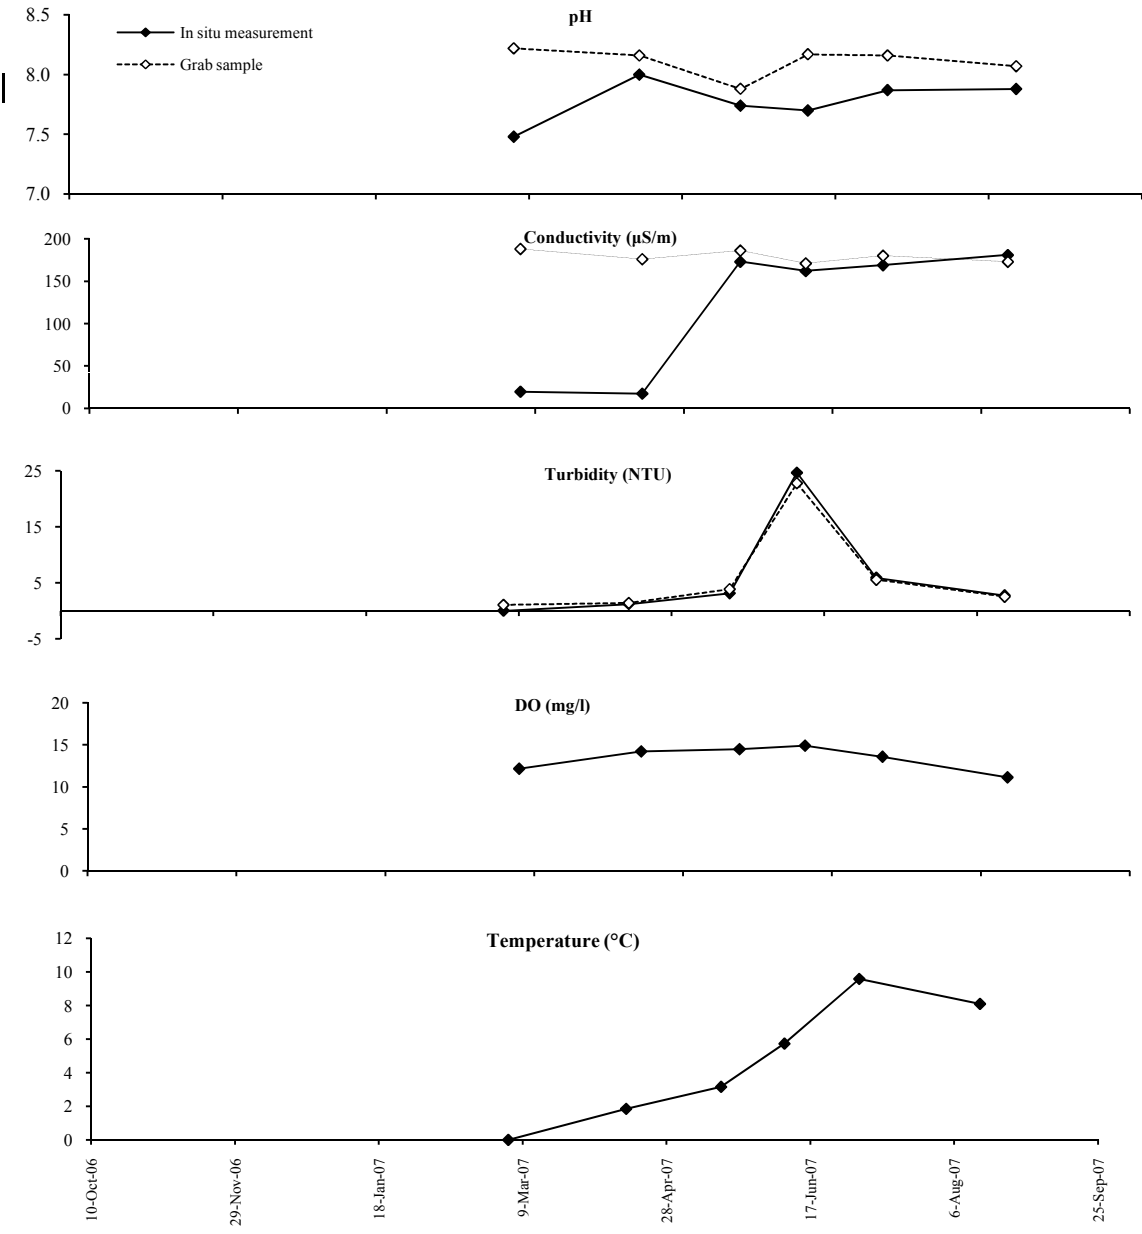 pH
8.5
8.0
7.5
7.0
In situ measurement
Grab sample
Conductivity (µS/m)
200
150
100
50
0
Turbidity (NTU)
25
15
5
-5
DO (mg/l)
20
15
10
5
0
Temperature (°C)
12
10
8
6
4
2
0
10-Oct-06
29-Nov-06
18-Jan-07
9-Mar-07
28-Apr-07
17-Jun-07
6-Aug-07
25-Sep-07